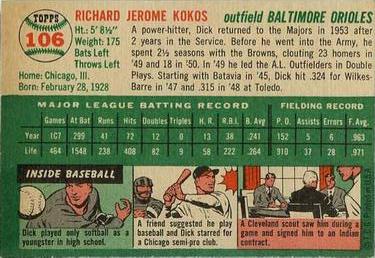 TOPPS
106
RICHARD JEROME KOKOS outfield BALTIMORE ORIOLES
Ht.: 5' 8½"
Weight: 175
Bats Left
Throws Left
Home: Chicago, Ill.
Born: February 28, 1928
A power-hitter, Dick returned to the Majors in 1953 after
2 years in the Service. Before he went into the Army, he
spent 2½ seasons with the Browns, clouting 23 homers in
'49 and 18 in '50. In '49 he led the A.L. Outfielders in Double
Plays. Starting with Batavia in '45, Dick hit .324 for Wilkes-
Barre in '47 and .315 in '48 at Toledo.
MAJOR LEAGUE BATTING RECORD FIELDING RECORD
Games At Bat Runs Hits Doubles Triples H. R. R.B.I. B. Avg. P. O. Assists Errors F. Avg.
Year 107 299 41 72 12 0 13 38 .241 152 5 6 .963
Life 464 1548 238 408 82 9 58 222 .264 910 37 28 .971
INSIDE BASEBALL
Dick played only softball as a
youngster in high school.
A friend suggested he
play baseball and Dick starred for
a Chicago semi-pro club.
A Cleveland scout saw him during
a game and signed him to an Indian
contract.